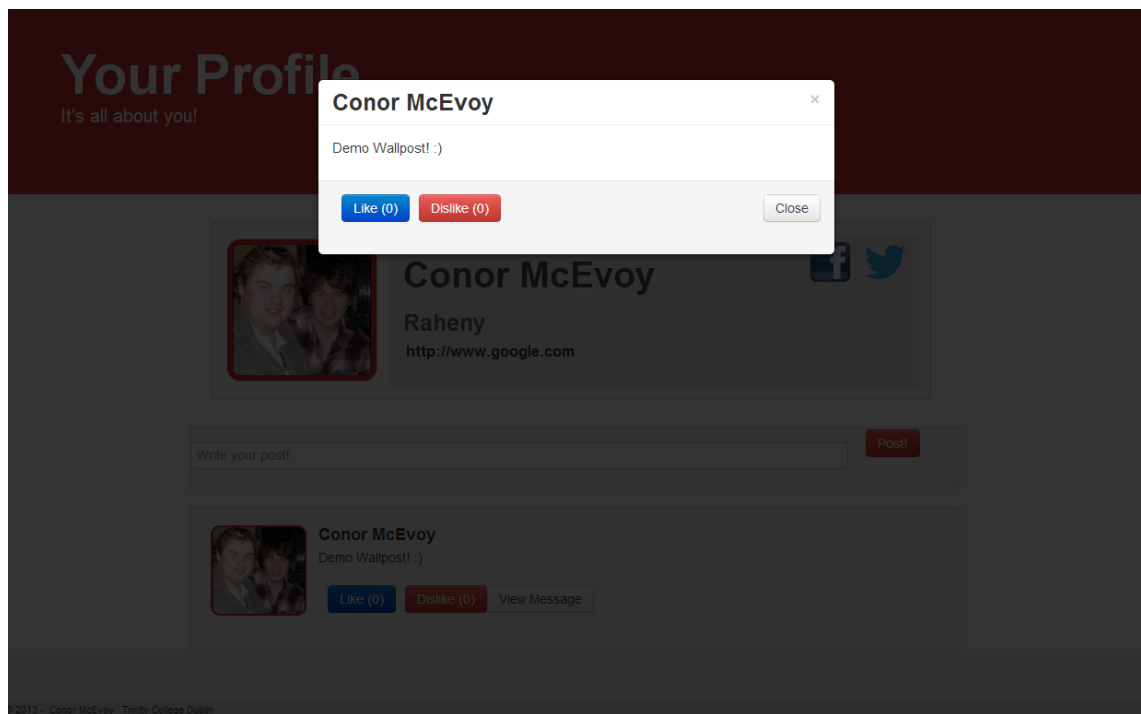 Your Profile
It's all about you!
Conor McEvoy ×
Demo Wallpost! :)
Like (0) Dislike (0) Close
Conor McEvoy
Raheny
http://www.google.com
Write your post! Post!
Conor McEvoy
Demo Wallpost! :)
Like (0) Dislike (0) View Message
© 2013 - Conor McEvoy Trinity College Dublin